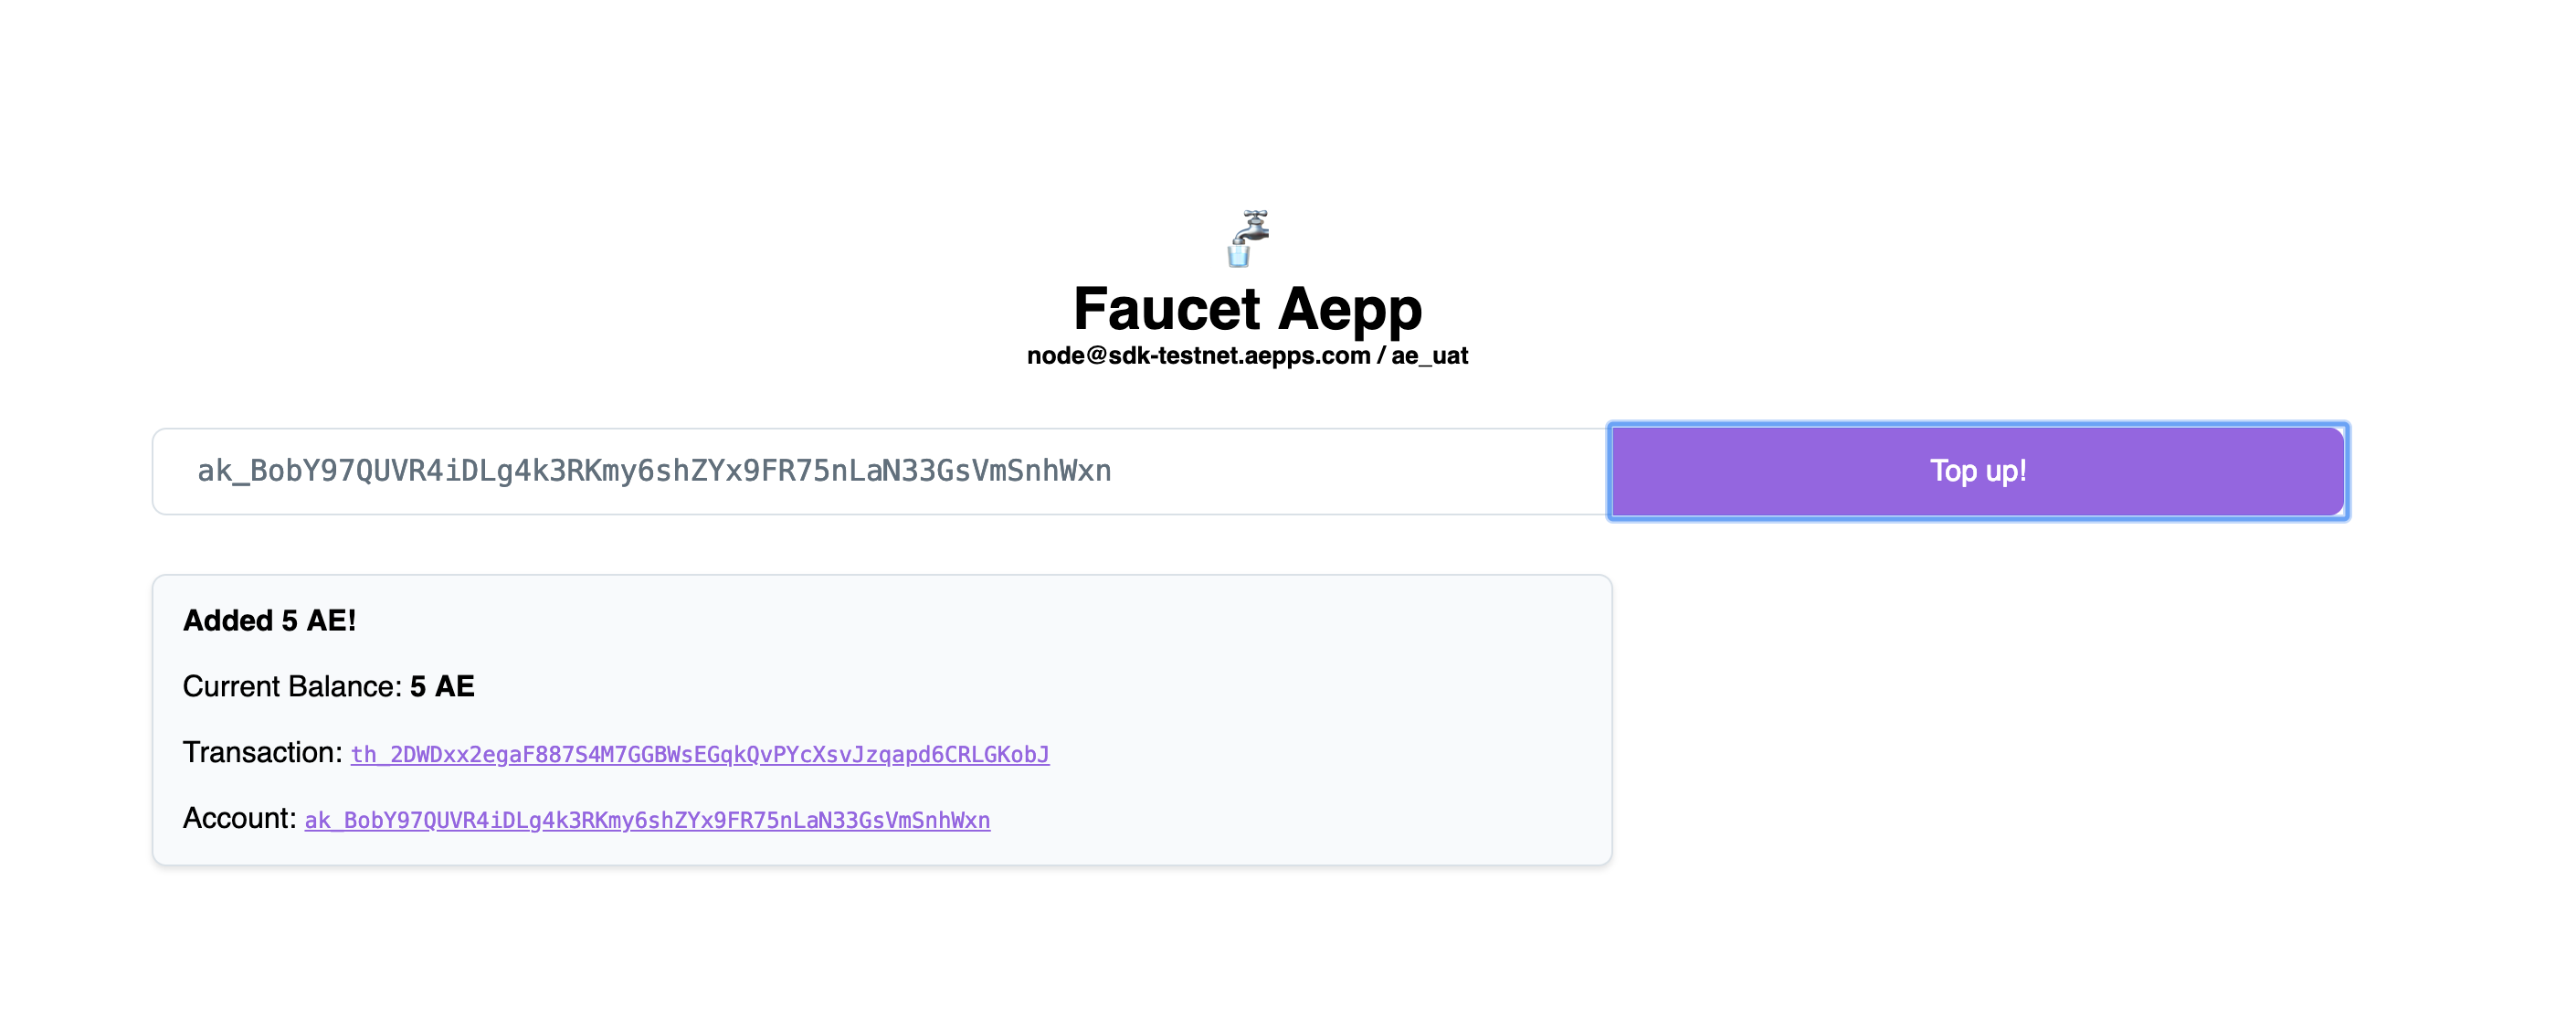 Faucet Aepp
node@sdk-testnet.aepps.com / ae_uat
ak_BobY97QUVR4iDLg4k3RKmy6shZYx9FR75nLaN33GsVmSnhWxn
Top up!
Added 5 AE!
Current Balance: 5 AE
Transaction: th_2DWDxx2egaF887S4M7GGBWsEGqkQvPYcXsvJzqapd6CRLGKobJ
Account: ak_BobY97QUVR4iDLg4k3RKmy6shZYx9FR75nLaN33GsVmSnhWxn